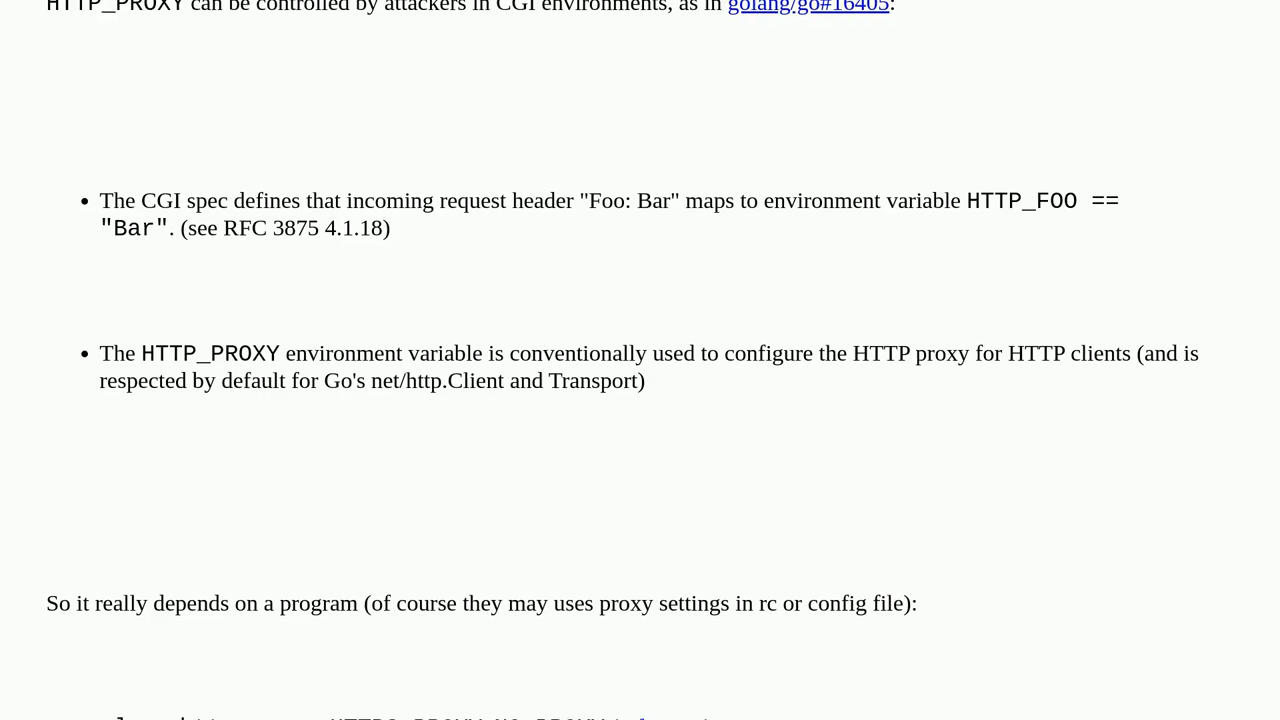 HTTP_PROXY can be controlled by attackers in CGI environments, as in golang/go#16405:
• The CGI spec defines that incoming request header "Foo: Bar" maps to environment variable HTTP_FOO ==
"Bar". (see RFC 3875 4.1.18)
• The HTTP_PROXY environment variable is conventionally used to configure the HTTP proxy for HTTP clients (and is
respected by default for Go's net/http.Client and Transport)
So it really depends on a program (of course they may uses proxy settings in rc or config file):